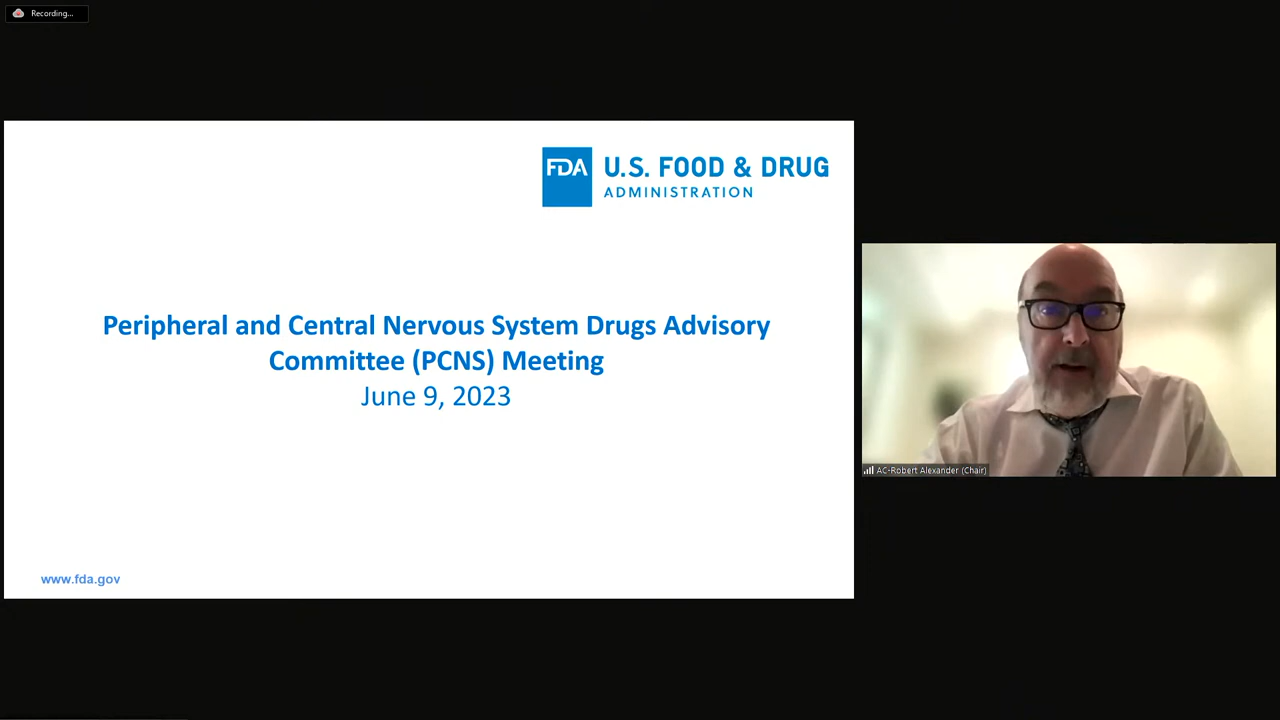 Recording...
FDA
U.S. FOOD & DRUG
ADMINISTRATION
Peripheral and Central Nervous System Drugs Advisory
Committee (PCNS) Meeting
June 9, 2023
www.fda.gov
AC-Robert Alexander (Chair)